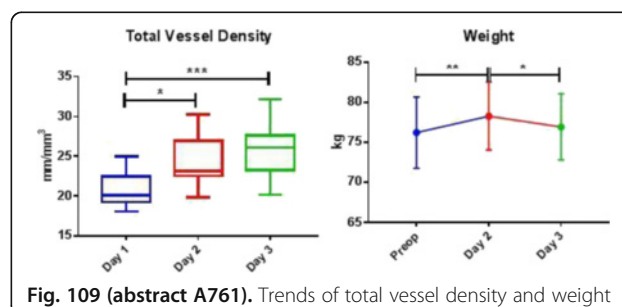 Total Vessel Density
Weight
***
*
** *
35
30
25
20
15
mm/mm³
Day 1 Day 2 Day 3
85
80
75
70
65
kg
Preop Day 2 Day 3
Fig. 109 (abstract A761). Trends of total vessel density and weight